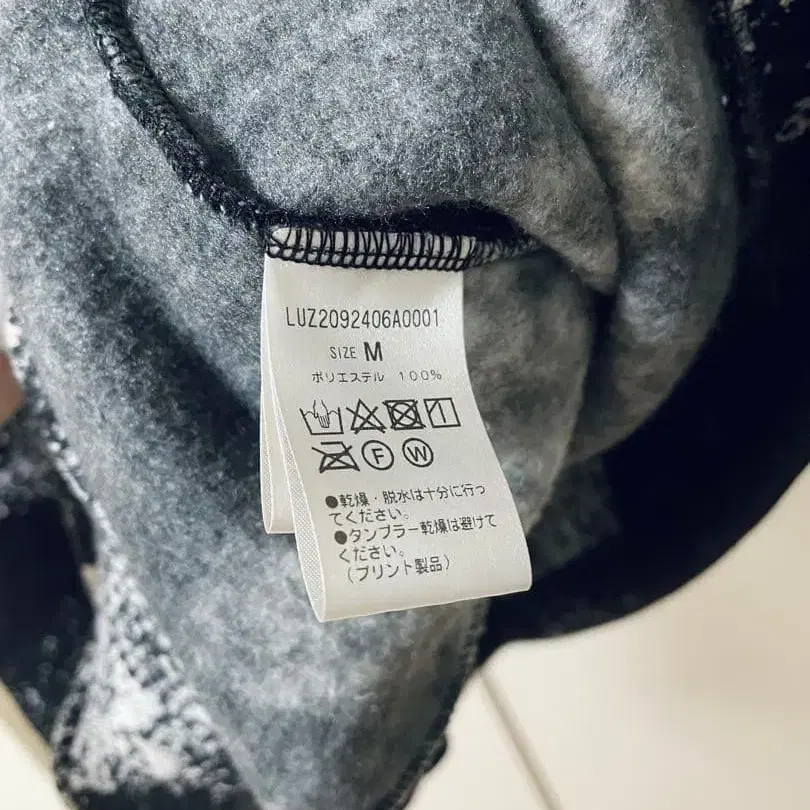 LUZ2092406A0001
SIZE M
ポリエステル 100%
F W
●乾燥・脱水は十分に行っ
てください。
●タンブラー乾燥は避けて
ください。
(プリント製品)